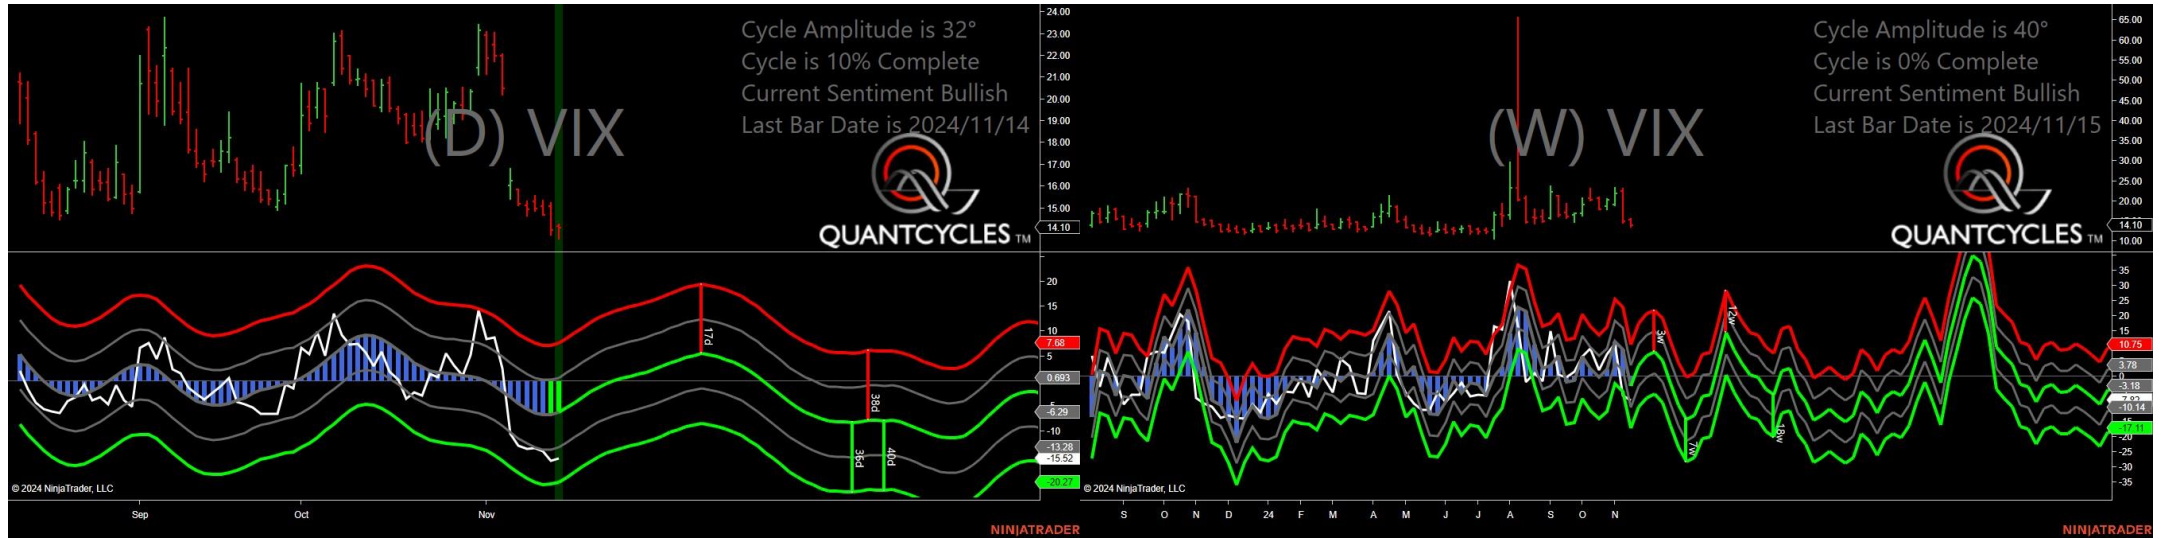 Cycle Amplitude is 32°
Cycle is 10% Complete
Current Sentiment Bullish
Last Bar Date is 2024/11/14
(D) VIX
QUANTCYCLES TM
24.00
23.00
22.00
21.00
20.00
19.00
18.00
17.00
16.00
15.00
14.10
20
15
10
7.68
5
0.693
-6.29
-10
-13.28
-15.52
-20.27
17d
38d
36d
40d
© 2024 NinjaTrader, LLC
Sep
Oct
Nov
NINJATRADER
Cycle Amplitude is 40°
Cycle is 0% Complete
Current Sentiment Bullish
Last Bar Date is 2024/11/15
(W) VIX
QUANTCYCLES TM
65.00
60.00
55.00
50.00
45.00
40.00
35.00
30.00
25.00
20.00
14.10
10.00
35
30
25
20
15
10.75
3.78
0
-3.18
-10.14
-17.11
-20
-25
-30
-35
3w
12w
7w
18w
© 2024 NinjaTrader, LLC
S O N D 24 F M A M J J A S O N
NINJATRADER